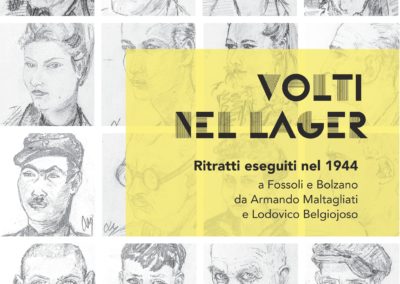 VOLTI
NEL LAGER
Ritratti eseguiti nel 1944
a Fossoli e Bolzano
da Armando Maltagliati
e Lodovico Belgiojoso